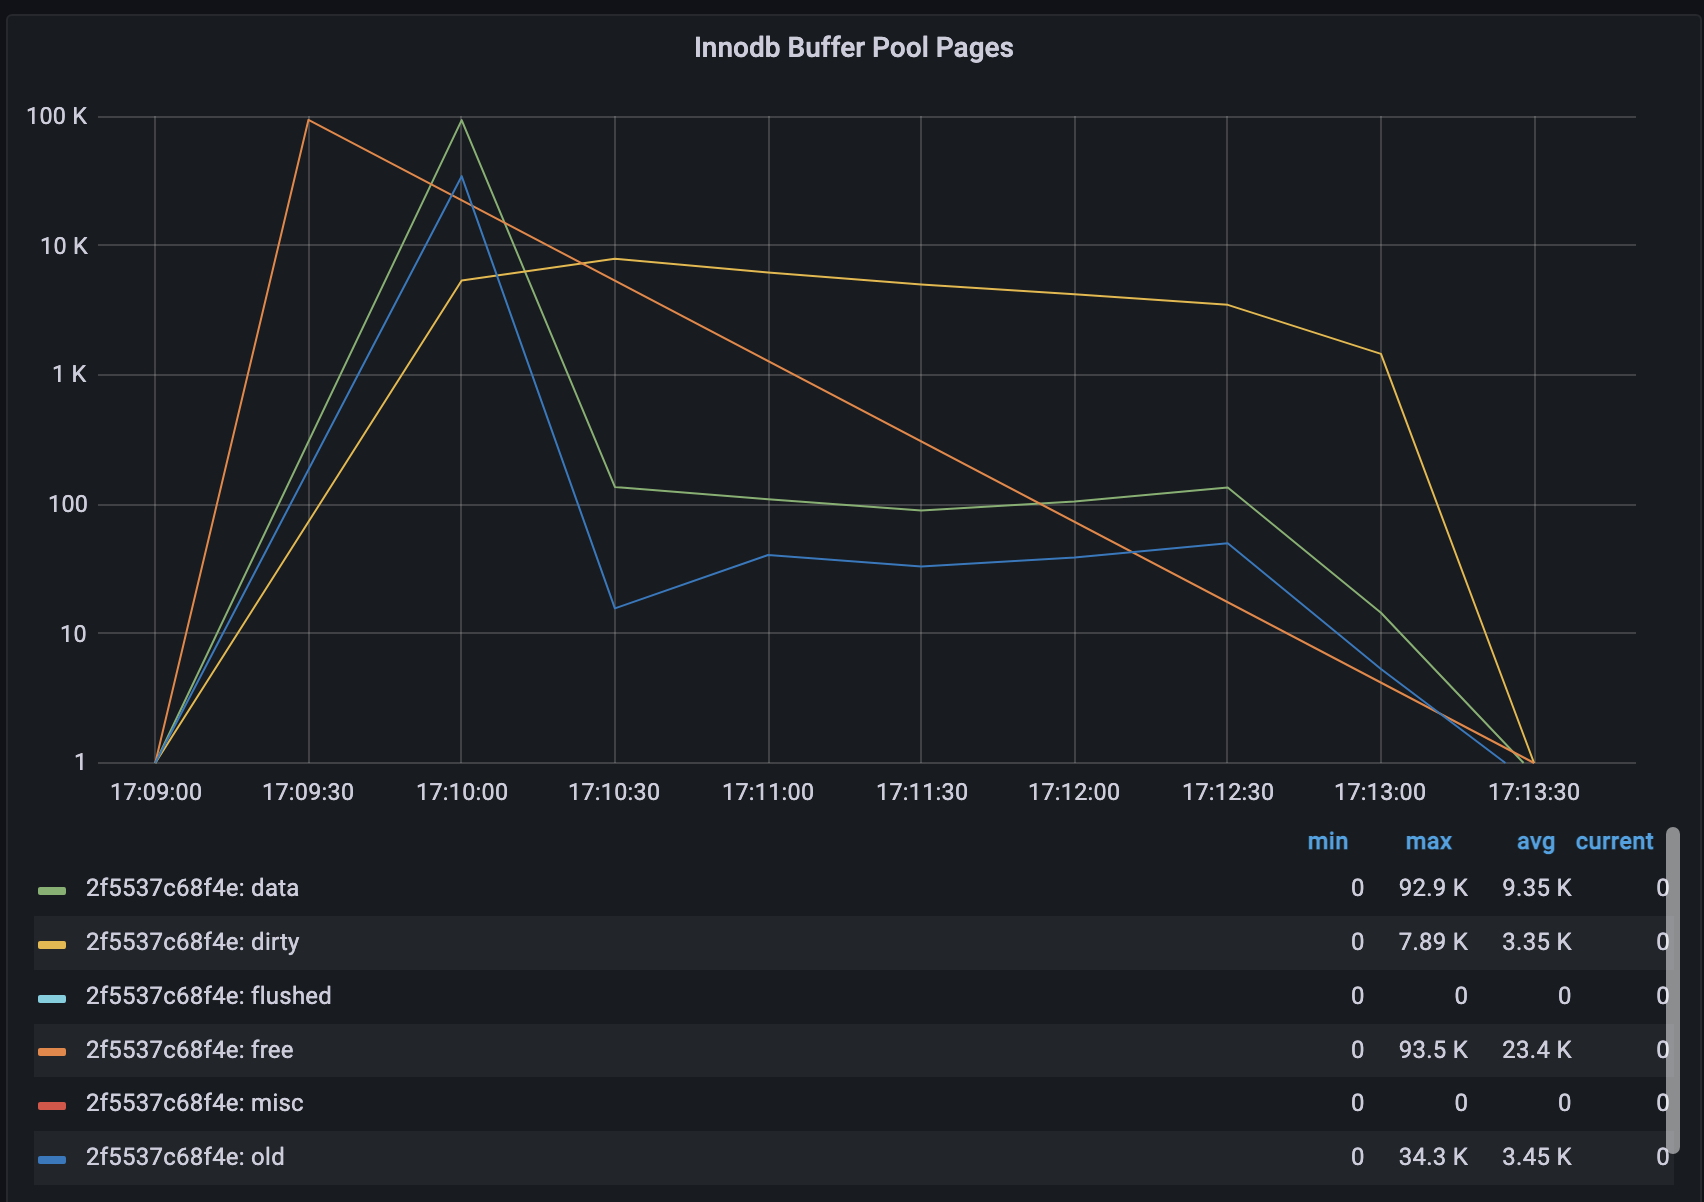 Innodb Buffer Pool Pages
100 K
10 K
1 K
100
10
1
17:09:00 17:09:30 17:10:00 17:10:30 17:11:00 17:11:30 17:12:00 17:12:30 17:13:00 17:13:30
min max avg current
2f5537c68f4e: data 0 92.9 K 9.35 K 0
2f5537c68f4e: dirty 0 7.89 K 3.35 K 0
2f5537c68f4e: flushed 0 0 0 0
2f5537c68f4e: free 0 93.5 K 23.4 K 0
2f5537c68f4e: misc 0 0 0 0
2f5537c68f4e: old 0 34.3 K 3.45 K 0